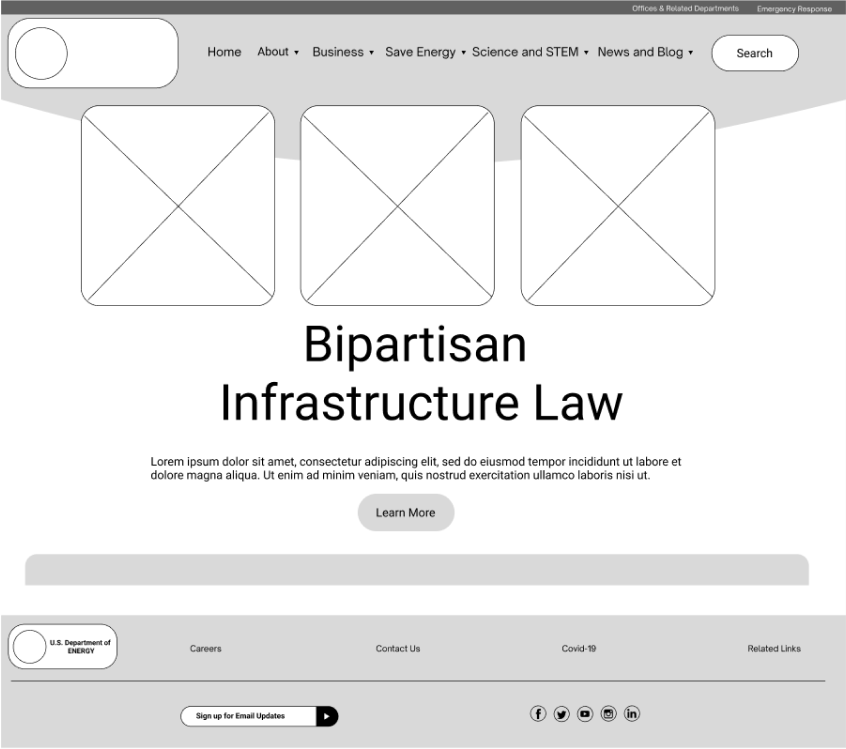 Offices & Related Departments Emergency Response
Home About Business Save Energy Science and STEM News and Blog Search
Bipartisan
Infrastructure Law
Lorem ipsum dolor sit amet, consectetur adipiscing elit, sed do eiusmod tempor incididunt ut labore et
dolore magna aliqua. Ut enim ad minim veniam, quis nostrud exercitation ullamco laboris nisi ut.
Learn More
U.S. Department of
ENERGY
Careers Contact Us Covid-19 Related Links
Sign up for Email Updates